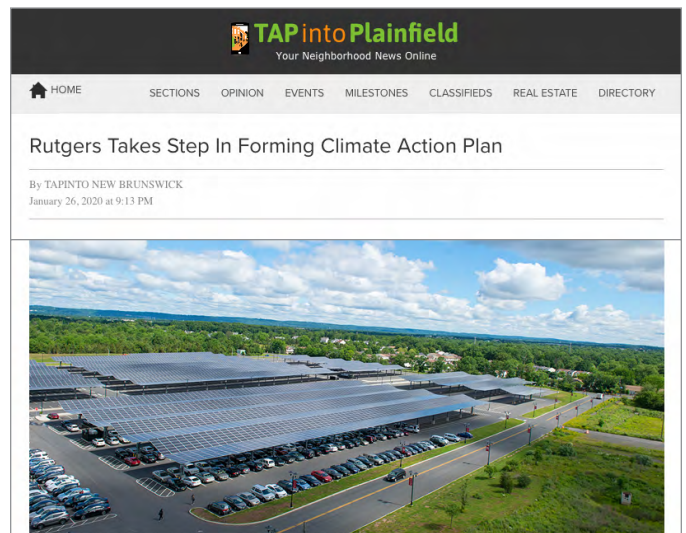 TAPintoPlainfield
Your Neighborhood News Online
HOME SECTIONS OPINION EVENTS MILESTONES CLASSIFIEDS REAL ESTATE DIRECTORY
Rutgers Takes Step In Forming Climate Action Plan
By TAPINTO NEW BRUNSWICK
January 26, 2020 at 9:13 PM